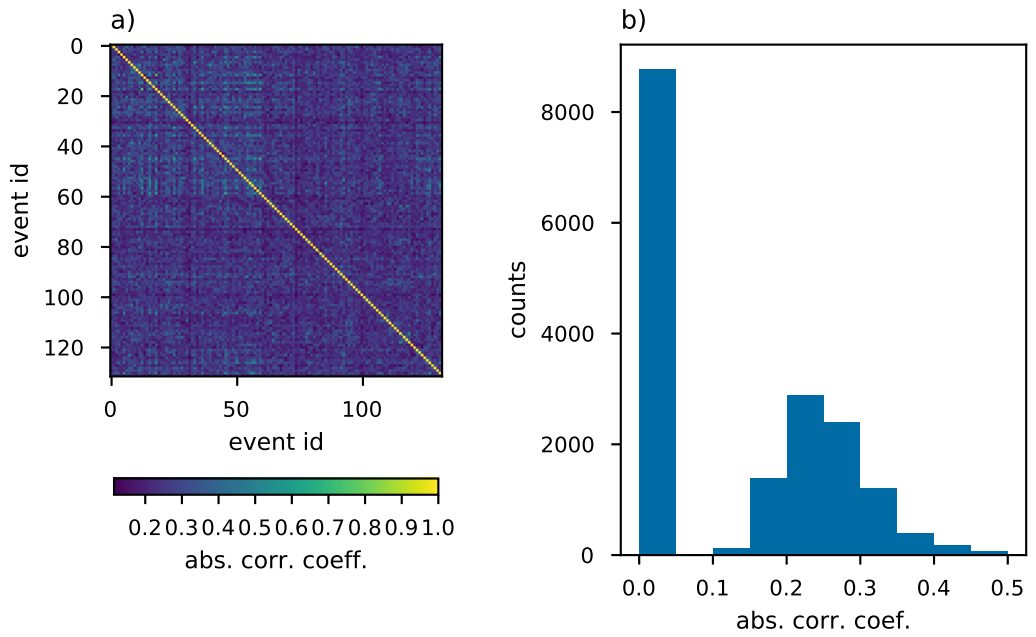 a)
0
20
40
60
80
100
120
event id
0 50 100
event id
0.2 0.3 0.4 0.5 0.6 0.7 0.8 0.9 1.0
abs. corr. coeff.
b)
8000
6000
4000
2000
0
counts
0.0 0.1 0.2 0.3 0.4 0.5
abs. corr. coef.